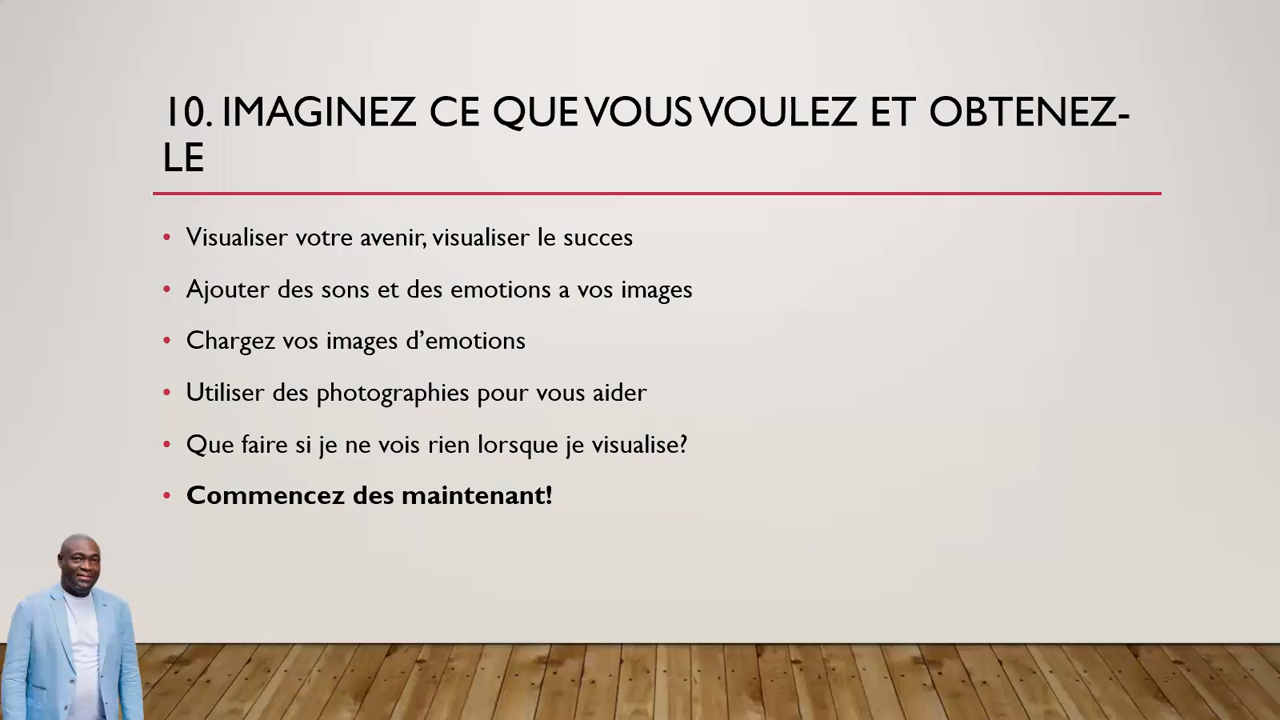 10. IMAGINEZ CE QUE VOUS VOULEZ ET OBTENEZ-
LE
• Visualiser votre avenir, visualiser le succes
• Ajouter des sons et des emotions a vos images
• Chargez vos images d’emotions
• Utiliser des photographies pour vous aider
• Que faire si je ne vois rien lorsque je visualise?
• Commencez des maintenant!